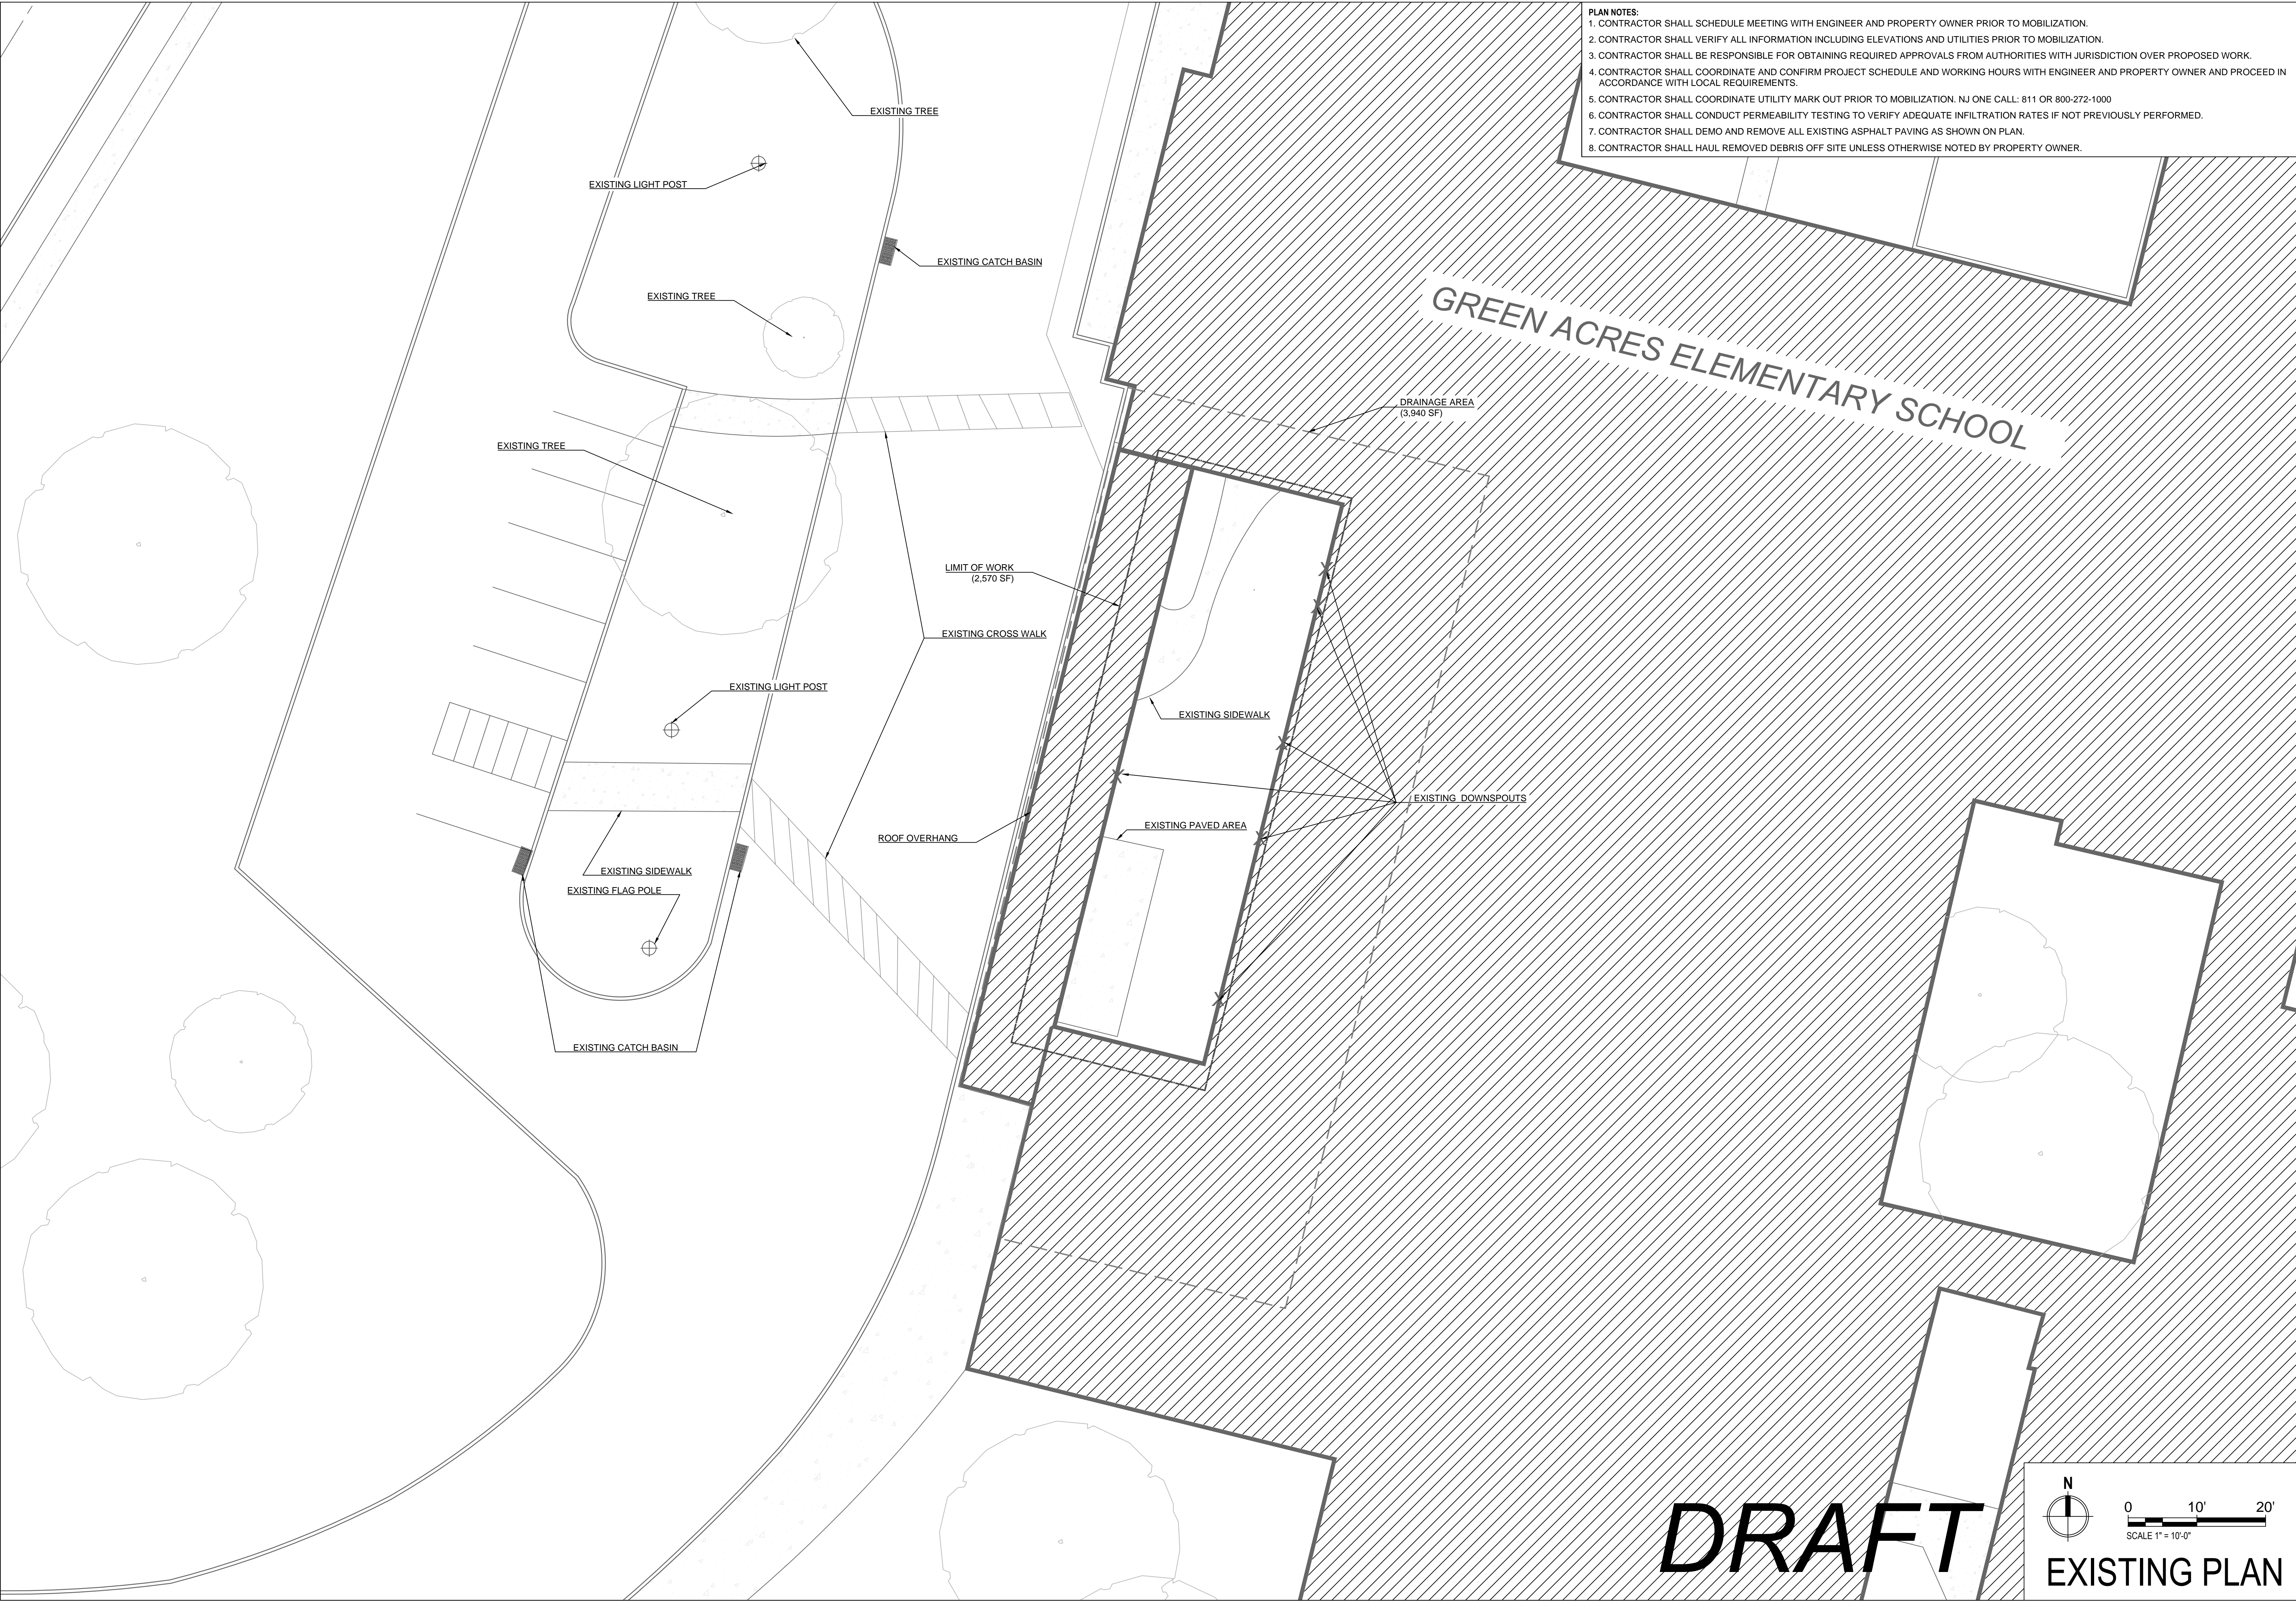 PLAN NOTES:
1. CONTRACTOR SHALL SCHEDULE MEETING WITH ENGINEER AND PROPERTY OWNER PRIOR TO MOBILIZATION.
2. CONTRACTOR SHALL VERIFY ALL INFORMATION INCLUDING ELEVATIONS AND UTILITIES PRIOR TO MOBILIZATION.
3. CONTRACTOR SHALL BE RESPONSIBLE FOR OBTAINING REQUIRED APPROVALS FROM AUTHORITIES WITH JURISDICTION OVER PROPOSED WORK.
4. CONTRACTOR SHALL COORDINATE AND CONFIRM PROJECT SCHEDULE AND WORKING HOURS WITH ENGINEER AND PROPERTY OWNER AND PROCEED IN
ACCORDANCE WITH LOCAL REQUIREMENTS.
5. CONTRACTOR SHALL COORDINATE UTILITY MARK OUT PRIOR TO MOBILIZATION. NJ ONE CALL: 811 OR 800-272-1000
6. CONTRACTOR SHALL CONDUCT PERMEABILITY TESTING TO VERIFY ADEQUATE INFILTRATION RATES IF NOT PREVIOUSLY PERFORMED.
7. CONTRACTOR SHALL DEMO AND REMOVE ALL EXISTING ASPHALT PAVING AS SHOWN ON PLAN.
8. CONTRACTOR SHALL HAUL REMOVED DEBRIS OFF SITE UNLESS OTHERWISE NOTED BY PROPERTY OWNER.
EXISTING TREE
EXISTING LIGHT POST
EXISTING CATCH BASIN
EXISTING TREE
GREEN ACRES ELEMENTARY SCHOOL
DRAINAGE AREA
(3,940 SF)
EXISTING TREE
LIMIT OF WORK
(2,570 SF)
EXISTING CROSS WALK
EXISTING LIGHT POST
EXISTING SIDEWALK
EXISTING DOWNSPOUTS
EXISTING PAVED AREA
ROOF OVERHANG
EXISTING SIDEWALK
EXISTING FLAG POLE
EXISTING CATCH BASIN
DRAFT
N
0 10' 20'
SCALE 1" = 10'-0"
EXISTING PLAN